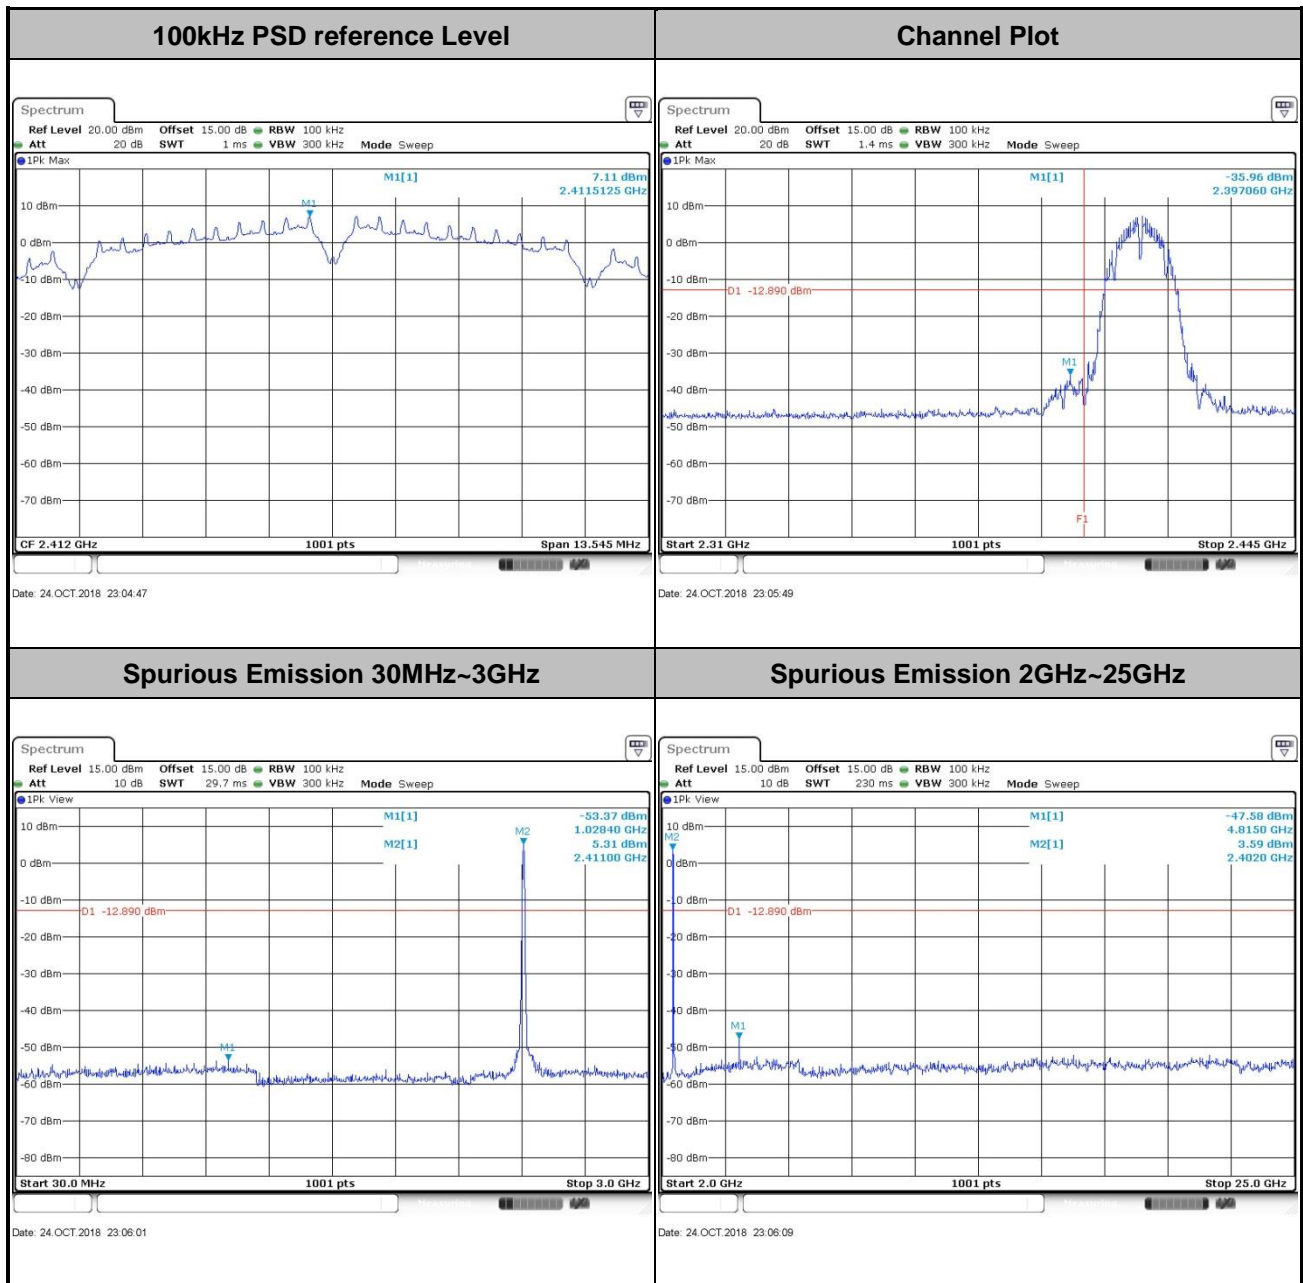 100kHz PSD reference Level
Channel Plot
Spectrum
Ref Level 20.00 dBm Offset 15.00 dB RBW 100 kHz
Att 20 dB SWT 1 ms VBW 300 kHz Mode Sweep
1Pk Max
M1[1] 7.11 dBm
2.4115125 GHz
M1
10 dBm
0 dBm
-10 dBm
-20 dBm
-30 dBm
-40 dBm
-50 dBm
-60 dBm
-70 dBm
CF 2.412 GHz 1001 pts Span 13.545 MHz
Date: 24.OCT.2018 23:04:47
Spectrum
Ref Level 20.00 dBm Offset 15.00 dB RBW 100 kHz
Att 20 dB SWT 1.4 ms VBW 300 kHz Mode Sweep
1Pk Max
M1[1] -35.96 dBm
2.397060 GHz
10 dBm
0 dBm
-10 dBm
D1 -12.890 dBm
-20 dBm
-30 dBm
M1
-40 dBm
-50 dBm
-60 dBm
-70 dBm
F1
Start 2.31 GHz 1001 pts Stop 2.445 GHz
Measuring
Date: 24.OCT.2018 23:05:49
Spurious Emission 30MHz~3GHz
Spurious Emission 2GHz~25GHz
Spectrum
Ref Level 15.00 dBm Offset 15.00 dB RBW 100 kHz
Att 10 dB SWT 29.7 ms VBW 300 kHz Mode Sweep
1Pk View
M1[1] -53.37 dBm
1.02840 GHz
M2[1] 5.31 dBm
2.41100 GHz
M2
10 dBm
0 dBm
-10 dBm
D1 -12.890 dBm
-20 dBm
-30 dBm
-40 dBm
-50 dBm
M1
-60 dBm
-70 dBm
-80 dBm
Start 30.0 MHz 1001 pts Stop 3.0 GHz
Date: 24.OCT.2018 23:06:01
Spectrum
Ref Level 15.00 dBm Offset 15.00 dB RBW 100 kHz
Att 10 dB SWT 230 ms VBW 300 kHz Mode Sweep
1Pk View
M1[1] -47.58 dBm
4.8150 GHz
M2[1] 3.59 dBm
2.4020 GHz
10 dBm
M2
0 dBm
-10 dBm
D1 -12.890 dBm
-20 dBm
-30 dBm
-40 dBm
M1
-50 dBm
-60 dBm
-70 dBm
-80 dBm
Start 2.0 GHz 1001 pts Stop 25.0 GHz
Date: 24.OCT.2018 23:06:09